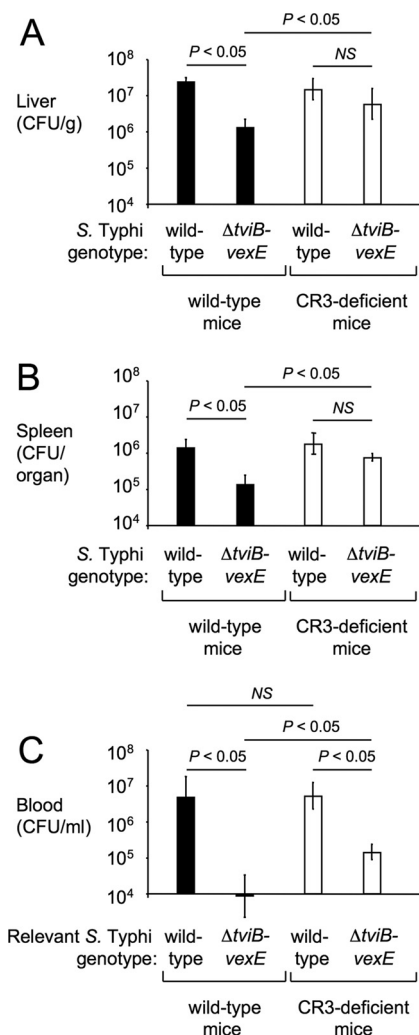 A
P < 0.05
P < 0.05
NS
Liver
(CFU/g)
10⁸
10⁷
10⁶
10⁵
10⁴
S. Typhi
genotype:
wild-
type
ΔtviB-
vexE
wild-
type
ΔtviB-
vexE
wild-type
mice
CR3-deficient
mice
B
P < 0.05
P < 0.05
NS
Spleen
(CFU/
organ)
10⁸
10⁷
10⁶
10⁵
10⁴
S. Typhi
genotype:
wild-
type
ΔtviB-
vexE
wild-
type
ΔtviB-
vexE
wild-type
mice
CR3-deficient
mice
NS
C
P < 0.05
P < 0.05
P < 0.05
Blood
(CFU/ml)
10⁸
10⁷
10⁶
10⁵
10⁴
Relevant S. Typhi
genotype:
wild-
type
ΔtviB-
vexE
wild-
type
ΔtviB-
vexE
wild-type
mice
CR3-deficient
mice